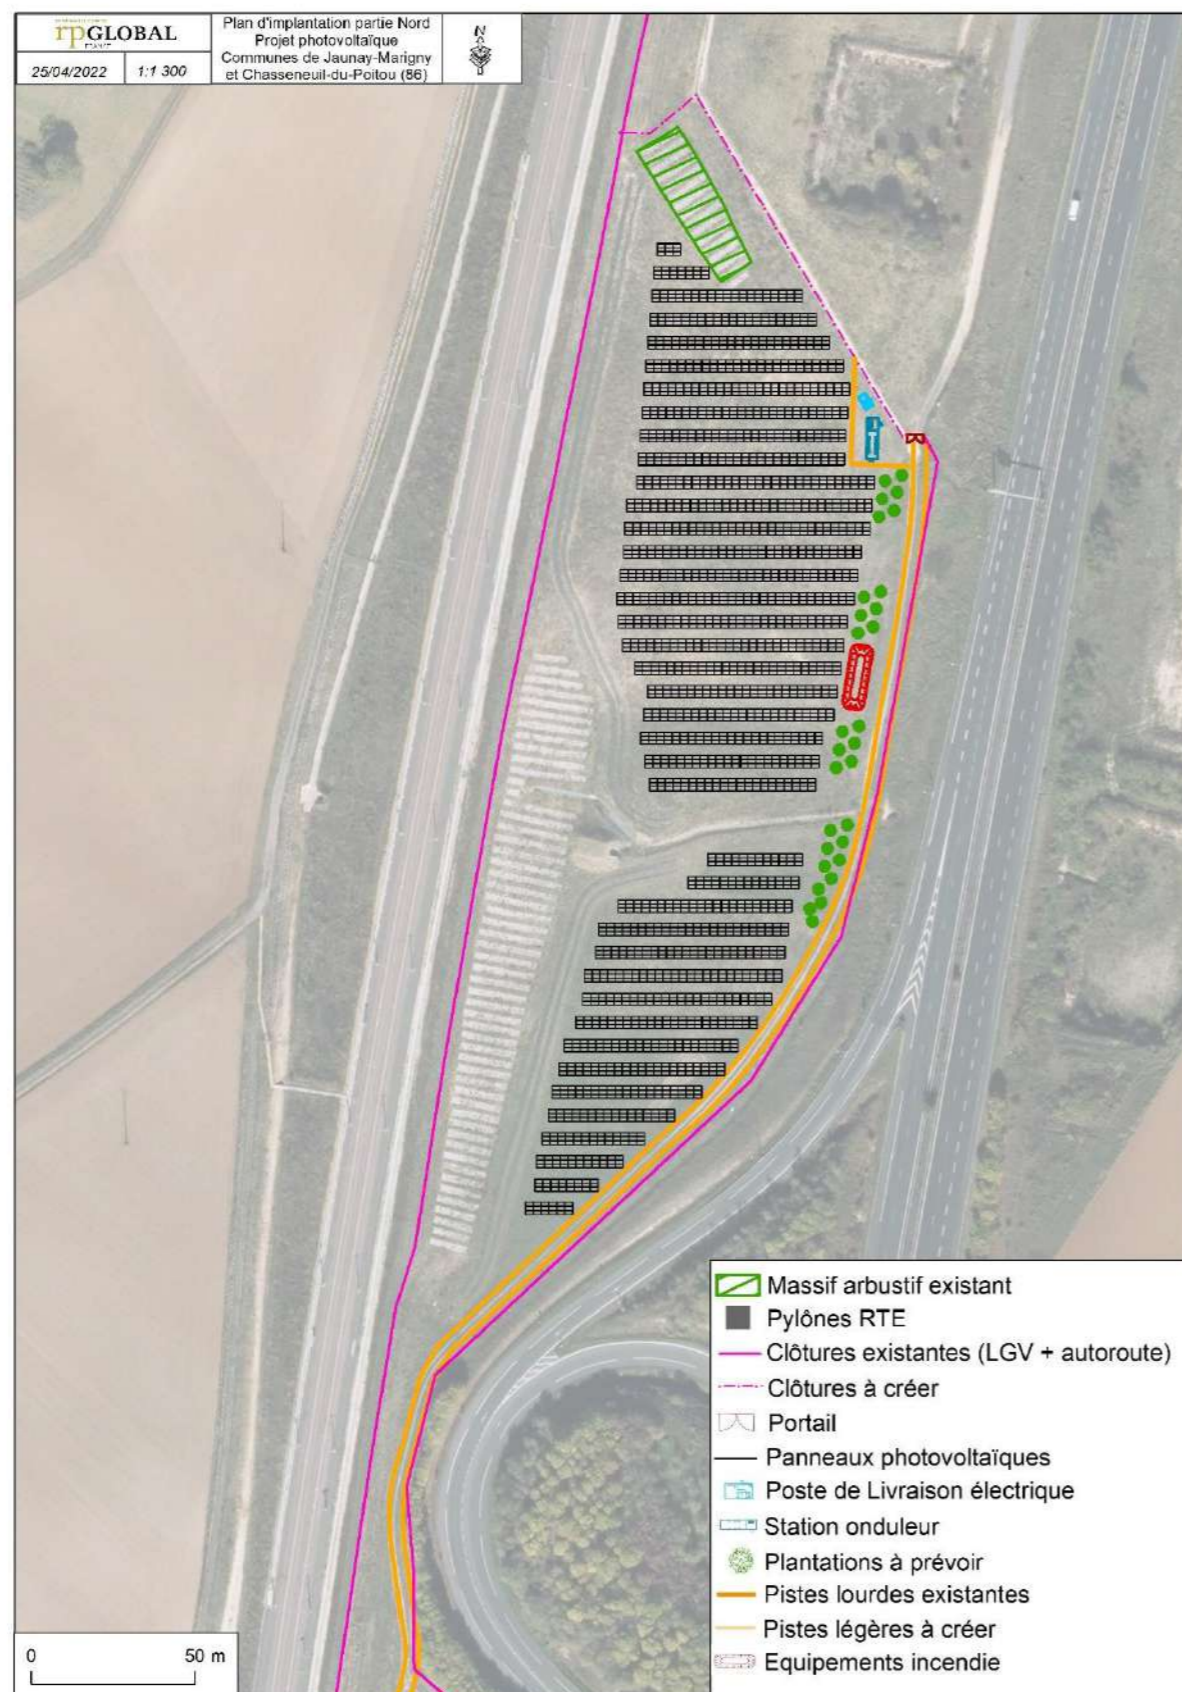 rpGLOBAL
FRANCE
25/04/2022
1:1 300
Plan d'implantation partie Nord
Projet photovoltaïque
Communes de Jaunay-Marigny
et Chasseneuil-du-Poitou (86)
N
Massif arbustif existant
Pylônes RTE
Clôtures existantes (LGV + autoroute)
Clôtures à créer
Portail
Panneaux photovoltaïques
Poste de Livraison électrique
Station onduleur
Plantations à prévoir
Pistes lourdes existantes
Pistes légères à créer
Equipements incendie
0 50 m